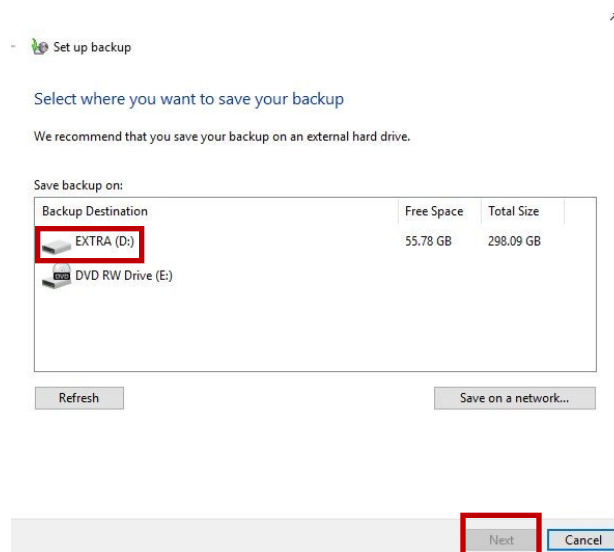 Set up backup
Select where you want to save your backup
We recommend that you save your backup on an external hard drive.
Save backup on:
Backup Destination Free Space Total Size
EXTRA (D:) 55.78 GB 298.09 GB
DVD RW Drive (E:)
Refresh Save on a network...
Next Cancel